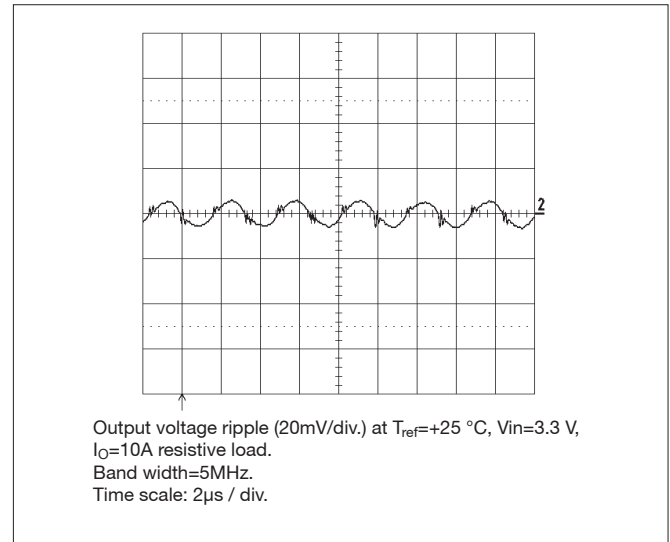 2
Output voltage ripple (20mV/div.) at Tref=+25 °C, Vin=3.3 V,
IO=10A resistive load.
Band width=5MHz.
Time scale: 2µs / div.